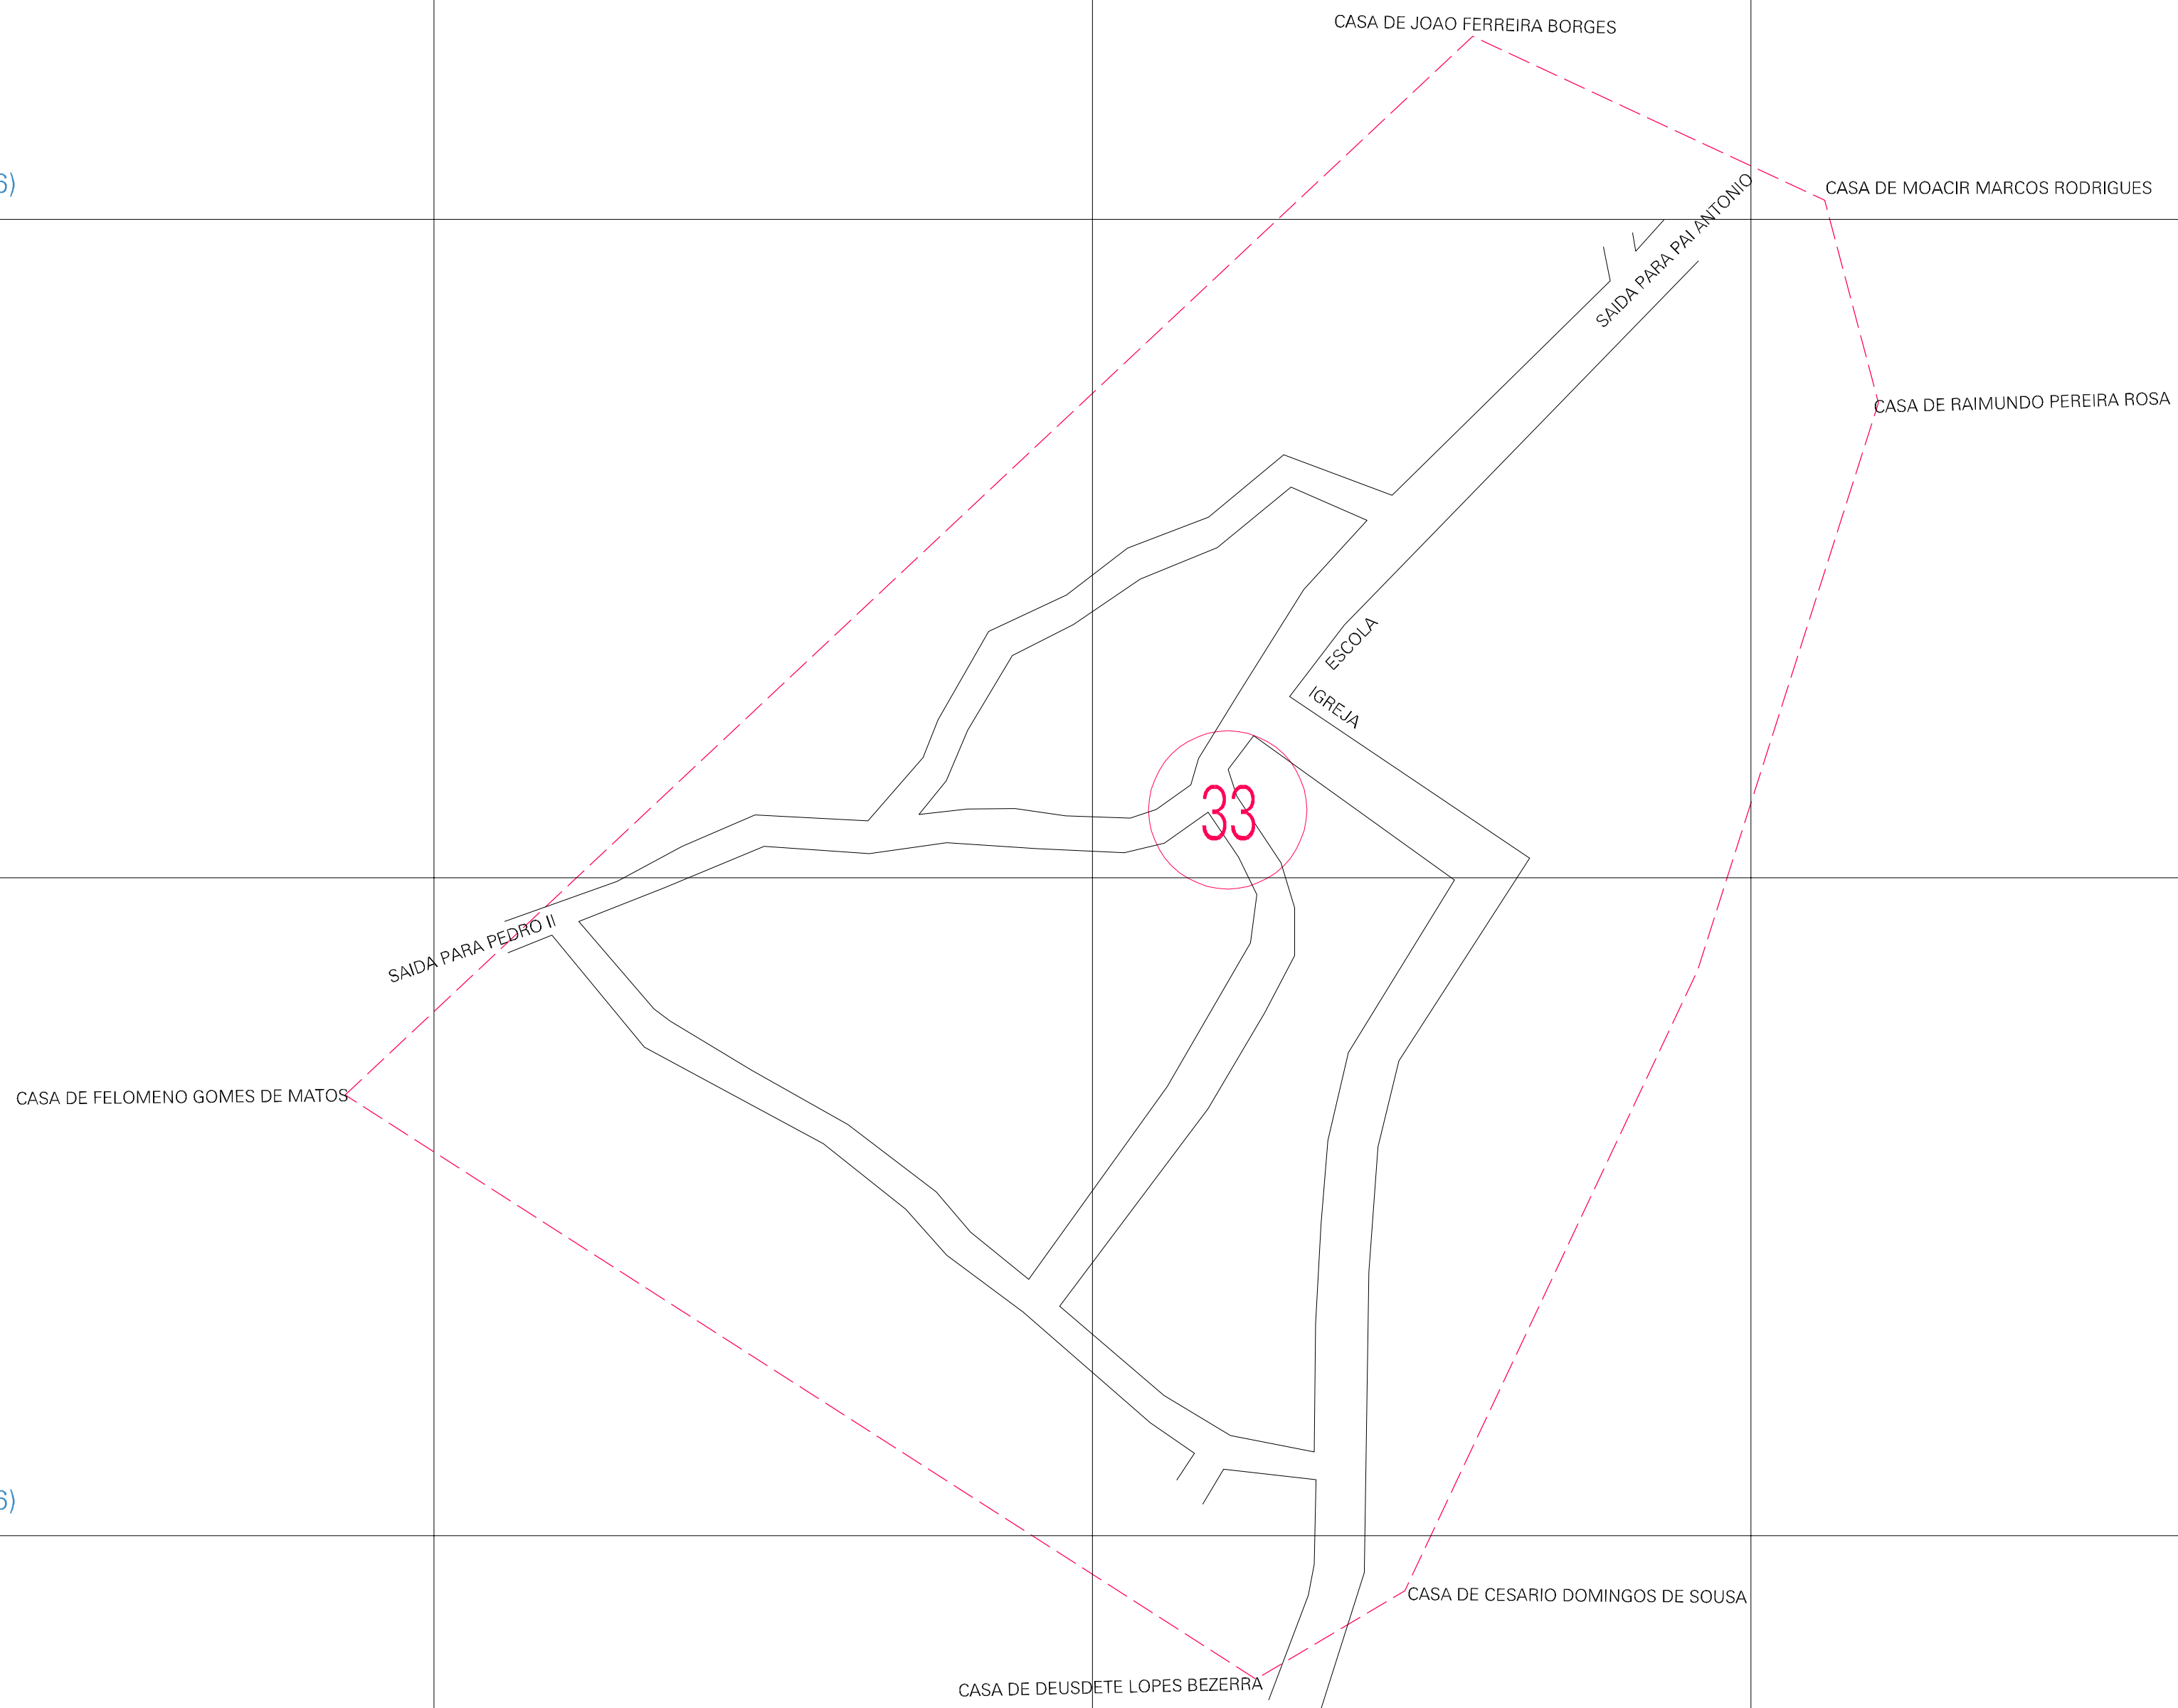 CASA DE JOAO FERREIRA BORGES
6)
CASA DE MOACIR MARCOS RODRIGUES
SAIDA PARA PAI ANTONIO
CASA DE RAIMUNDO PEREIRA ROSA
ESCOLA
IGREJA
33
SAIDA PARA PEDRO II
CASA DE FELOMENO GOMES DE MATOS
6)
CASA DE CESARIO DOMINGOS DE SOUSA
CASA DE DEUSDETE LOPES BEZERRA